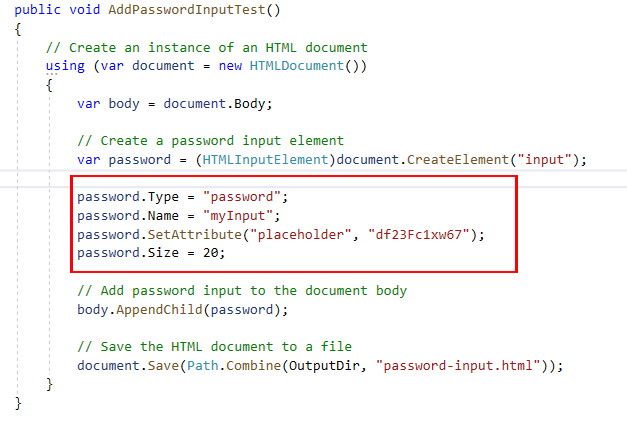 public void AddPasswordInputTest()
{
// Create an instance of an HTML document
using (var document = new HTMLDocument())
{
var body = document.Body;
// Create a password input element
var password = (HTMLInputElement)document.CreateElement("input");
password.Type = "password";
password.Name = "myInput";
password.SetAttribute("placeholder", "df23Fc1xw67");
password.Size = 20;
// Add password input to the document body
body.AppendChild(password);
// Save the HTML document to a file
document.Save(Path.Combine(OutputDir, "password-input.html"));
}
}